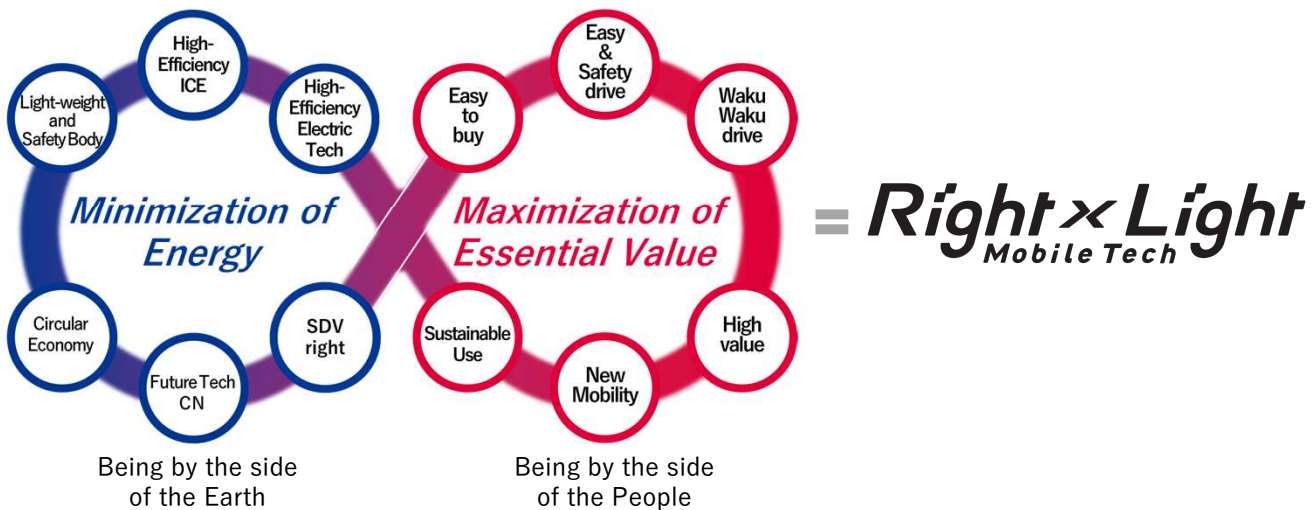 High-
Efficiency
ICE
Light-weight
and
Safety Body
High-
Efficiency
Electric
Tech
Minimization of
Energy
Circular
Economy
Future Tech
CN
SDV
right
Being by the side
of the Earth
Easy
to
buy
Easy
&
Safety
drive
Waku
Waku
drive
Maximization of
Essential Value
Sustainable
Use
New
Mobility
High
value
Being by the side
of the People
= Right×Light
Mobile Tech